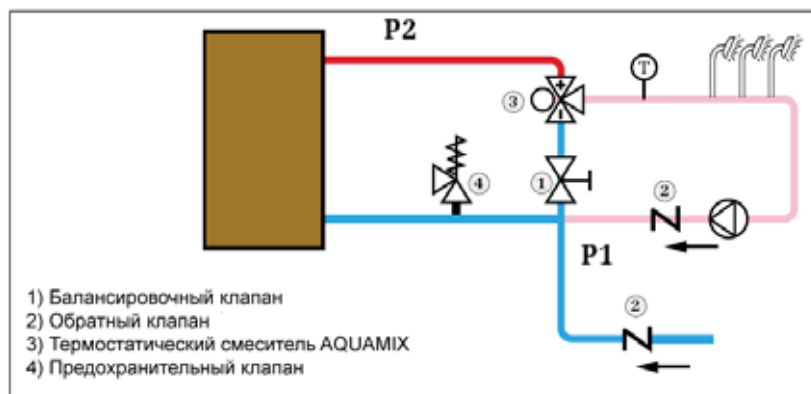 P2
T
3
4
1
2
P1
2
1) Балансировочный клапан
2) Обратный клапан
3) Термостатический смеситель AQUAMIX
4) Предохранительный клапан